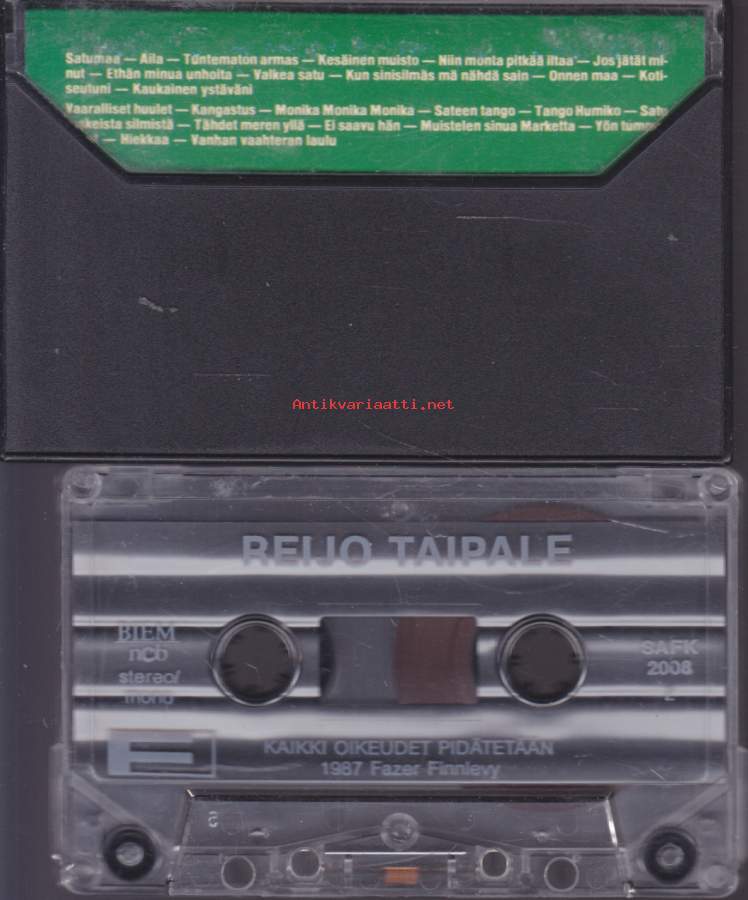 Satumaa — Aila — Tuntematon armas — Kesäinen muisto — Niin monta pitkää iltaa — Jos jätät mi-
nut — Ethän minua unhoita — Valkea satu — Kun sinisilmäs mä nähdä sain — Onnen maa — Koti-
seutuni — Kaukainen ystäväni
Vaaralliset huulet — Kangastus — Monika Monika Monika — Sateen tango — Tango Humiko — Satu
silmistä — Tähdet meren yllä — Ei saavu hän — Muistelen sinua Marketta — Yön
— Hiekkaa — Vanhan vaahteran laulu
Antikvariaatti.net
REIJO TAIPALE
BIEM
ncb
stereo/
mono
SAFK
2008
2
KAIKKI OIKEUDET PIDÄTETÄÄN
1987 Fazer Finnlevy